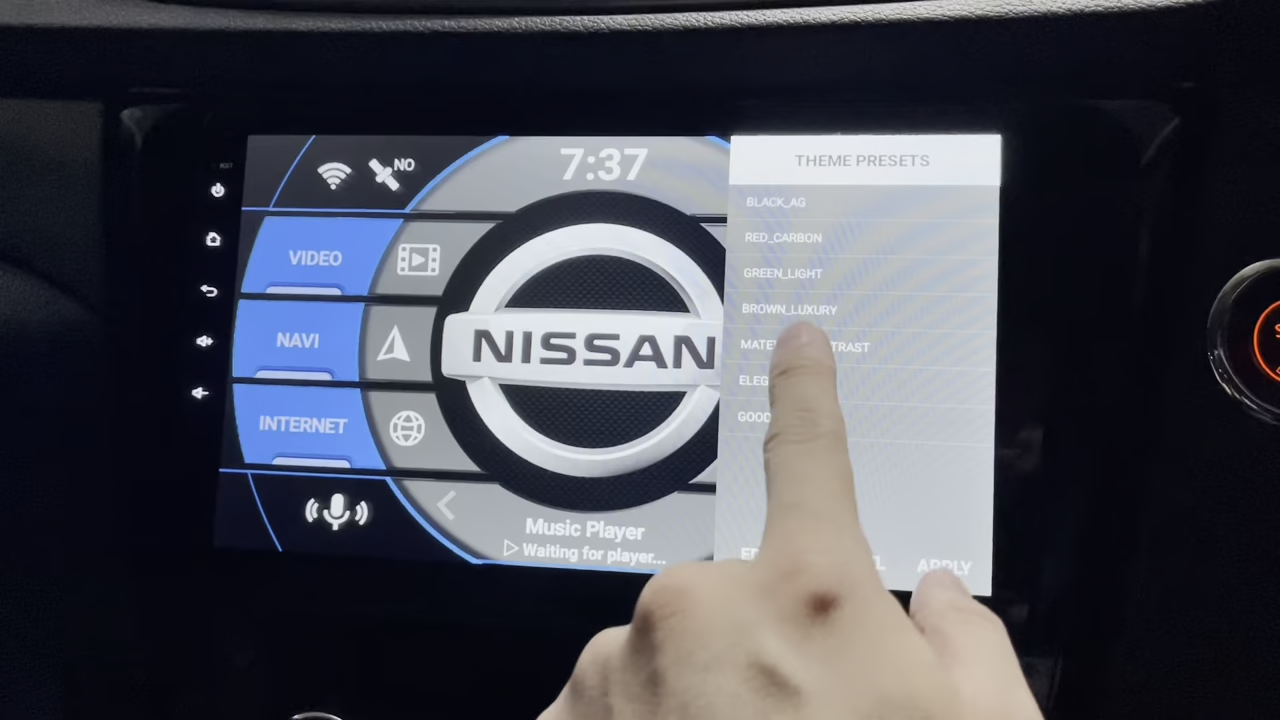 NO
7:37
THEME PRESETS
BLACK_AG
RED_CARBON
GREEN_LIGHT
BROWN_LUXURY
VIDEO
NAVI
INTERNET
NISSAN
Music Player
Waiting for player...
APPLY